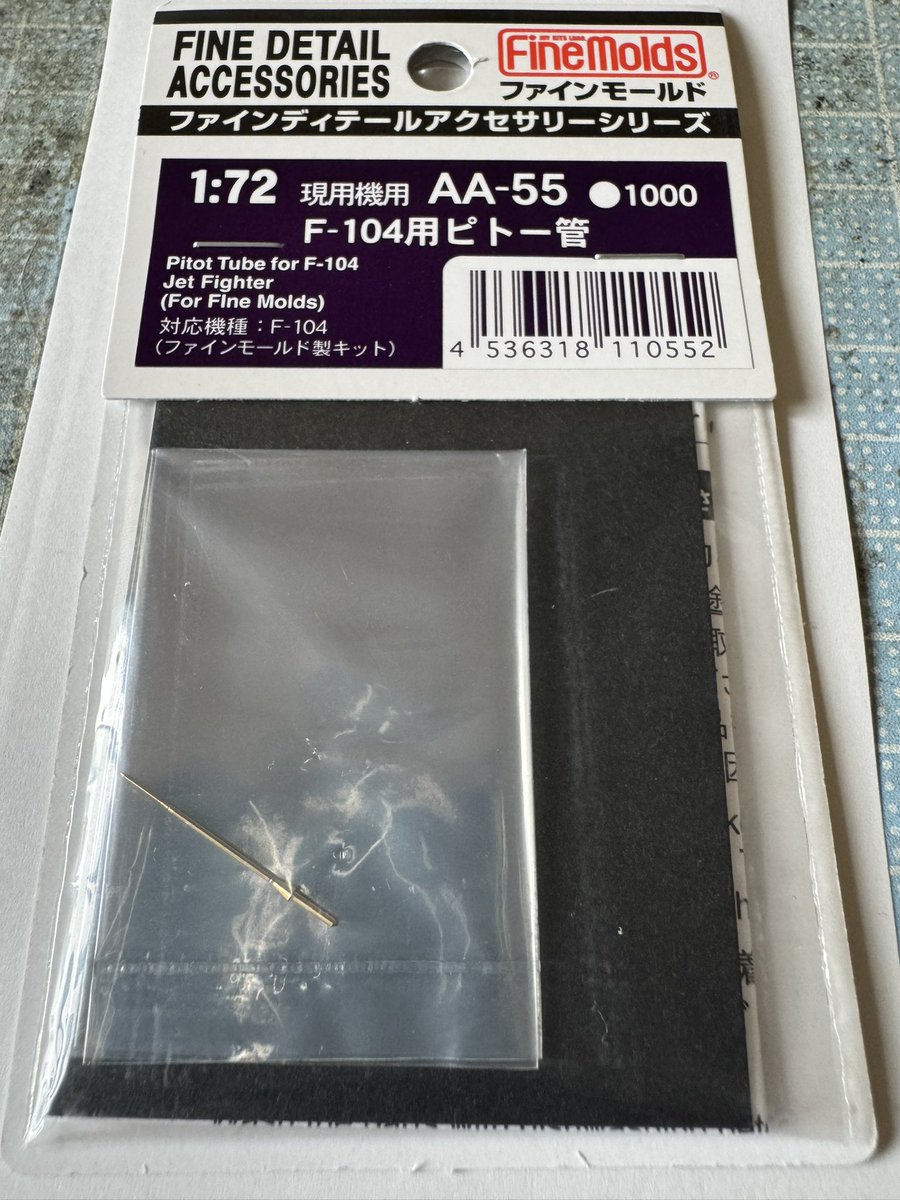 FINE DETAIL
ACCESSORIES
MY KITS LAND.
FineMolds®
ファインモールド
ファインディテールアクセサリーシリーズ
1:72 現用機用 AA-55 ●1000
F-104用ピトー管
Pitot Tube for F-104
Jet Fighter
(For FIne Molds)
対応機種:F-104
(ファインモールド製キット)
4 536318 110552